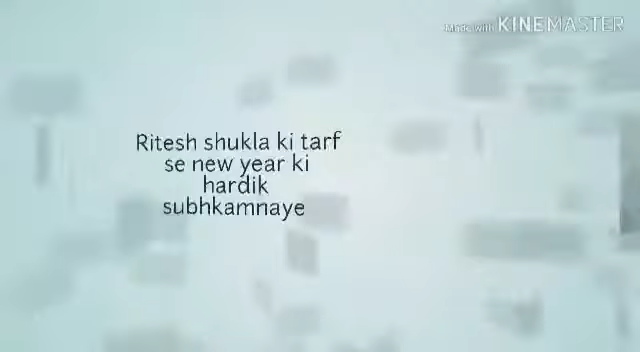 Made with KINEMASTER
Ritesh shukla ki tarf
se new year ki
hardik
subhkamnaye